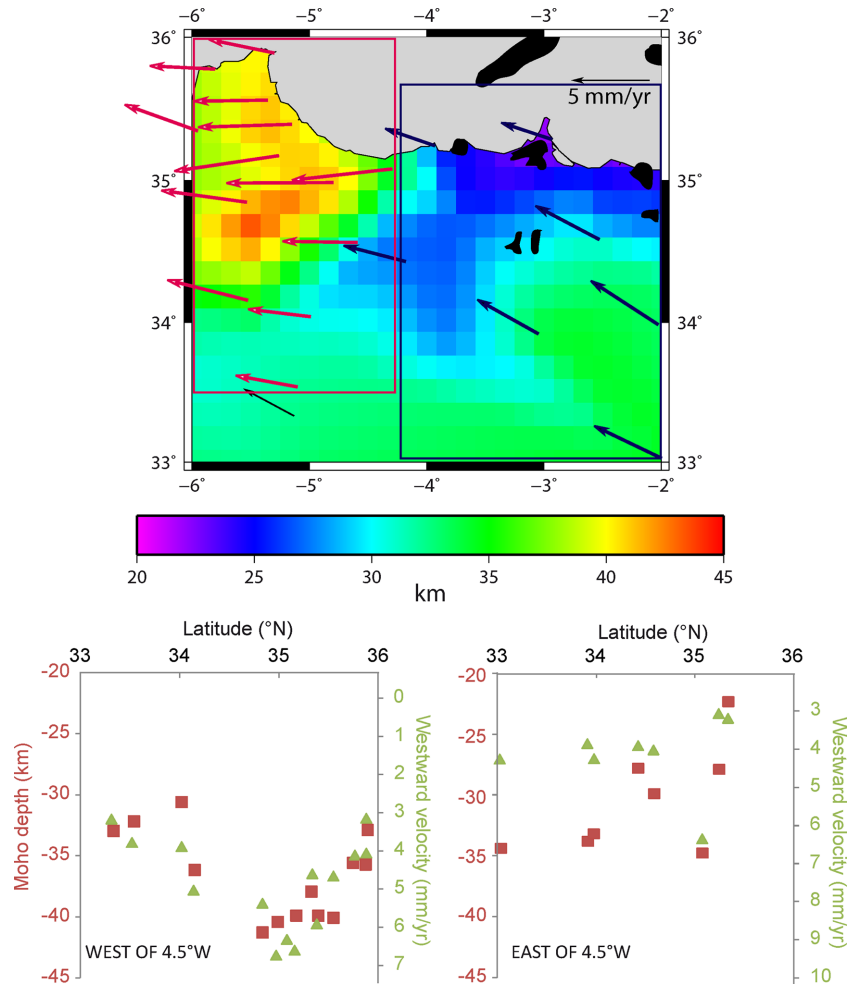 −6˚ −5˚ −4˚ −3˚ −2˚
36˚ 36˚
5 mm/yr
35˚ 35˚
34˚ 34˚
33˚ 33˚
−6˚ −5˚ −4˚ −3˚ −2˚
20 25 30 35 40 45
km
Latitude (°N)
33 34 35 36
-20
-25
-30
-35
-40
-45
Moho depth (km)
0
1
2
3
4
5
6
7
Westward velocity (mm/yr)
WEST OF 4.5°W
Latitude (°N)
33 34 35 36
-20
-25
-30
-35
-40
-45
3
4
5
6
7
8
9
10
Westward velocity (mm/yr)
EAST OF 4.5°W